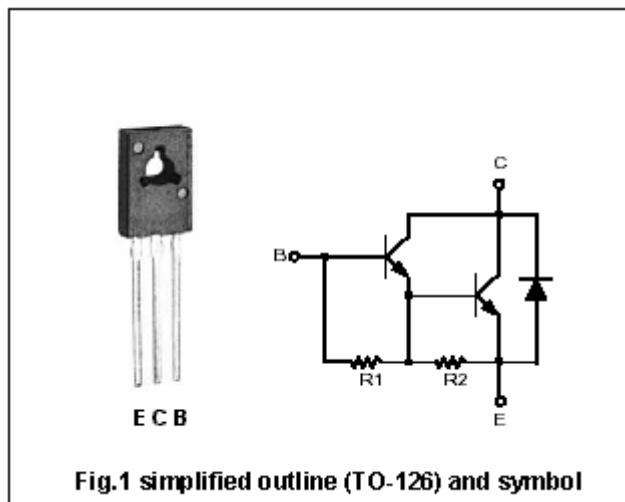 C
B
R1 R2
E C B
E
Fig.1 simplified outline (TO-126) and symbol